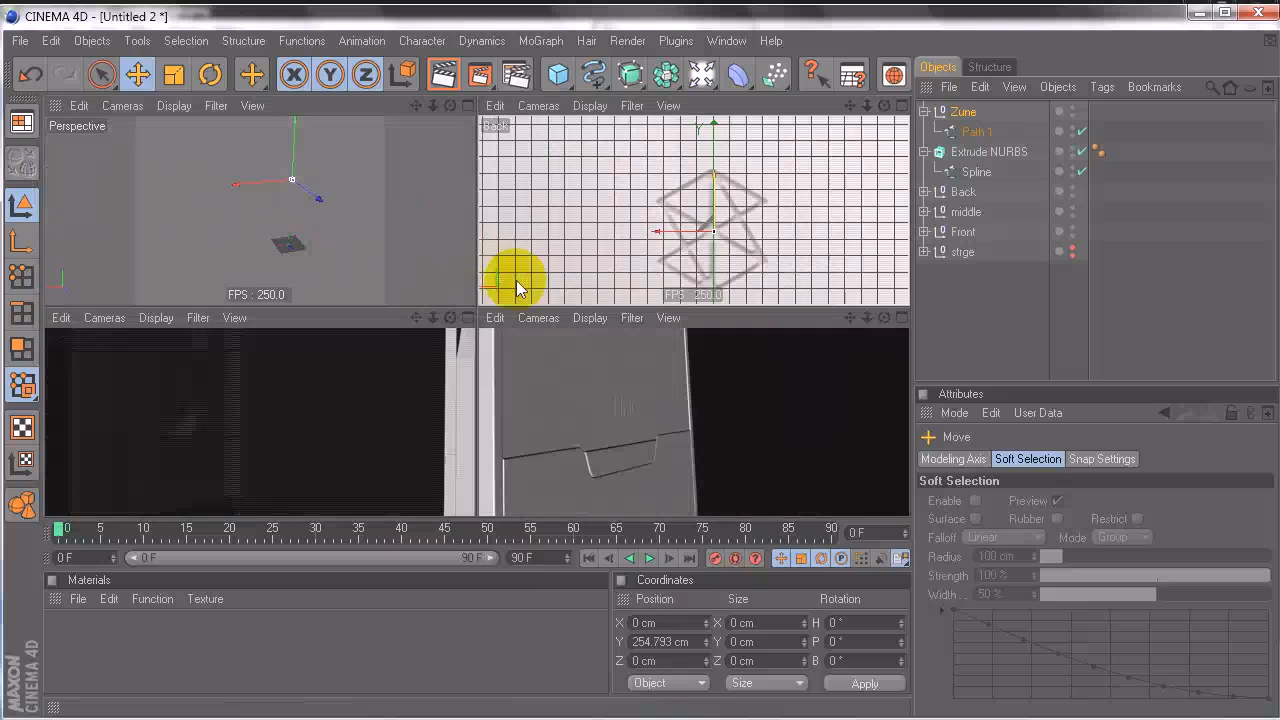 CINEMA 4D - [Untitled 2 *]
File Edit Objects Tools Selection Structure Functions Animation Character Dynamics MoGraph Hair Render Plugins Window Help
X Y Z
Objects Structure
File Edit View Objects Tags Bookmarks
Edit Cameras Display Filter View
Perspective
FPS : 250.0
Edit Cameras Display Filter View
Back
Y
FPS : 250.0
Zune
Path 1
Extrude NURBS
Spline
Back
middle
Front
strge
Edit Cameras Display Filter View
Edit Cameras Display Filter View
Attributes
Mode Edit User Data
Move
Modeling Axis Soft Selection Snap Settings
Soft Selection
Enable Preview
Surface Rubber Restrict
Falloff Linear Mode Group
Radius 100 cm
Strength 100 %
Width . . 50 %
0 5 10 15 20 25 30 35 40 45 50 55 60 65 70 75 80 85 90 0 F
0 F 0 F 90 F 90 F
Materials
File Edit Function Texture
Coordinates
Position Size Rotation
X 0 cm X 0 cm H 0 °
Y 254.793 cm Y 0 cm P 0 °
Z 0 cm Z 0 cm B 0 °
Object Size Apply
MAXON
CINEMA 4D